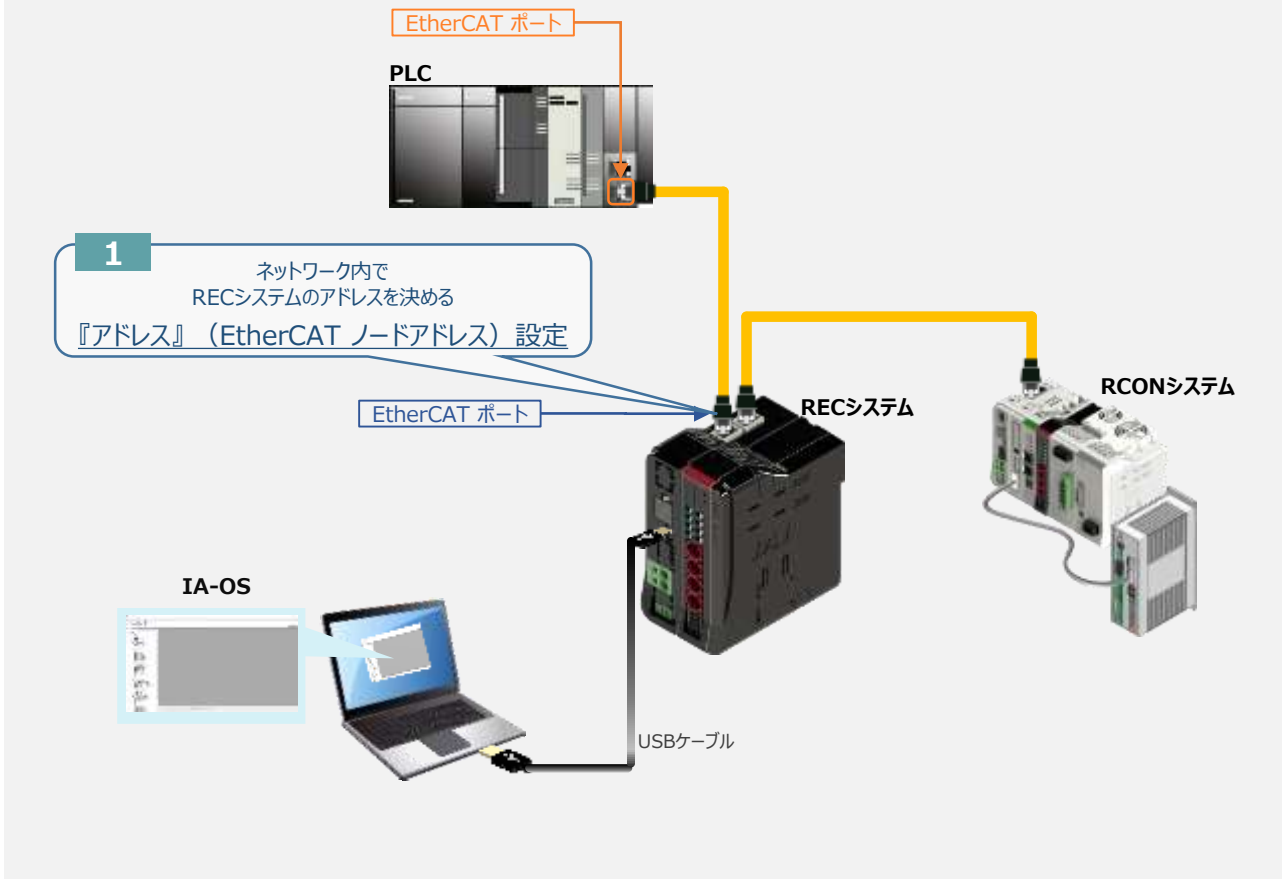 EtherCAT ポート
PLC
1
ネットワーク内で
RECシステムのアドレスを決める
『アドレス』（EtherCAT ノードアドレス）設定
EtherCAT ポート
RECシステム
RCONシステム
IA-OS
USBケーブル